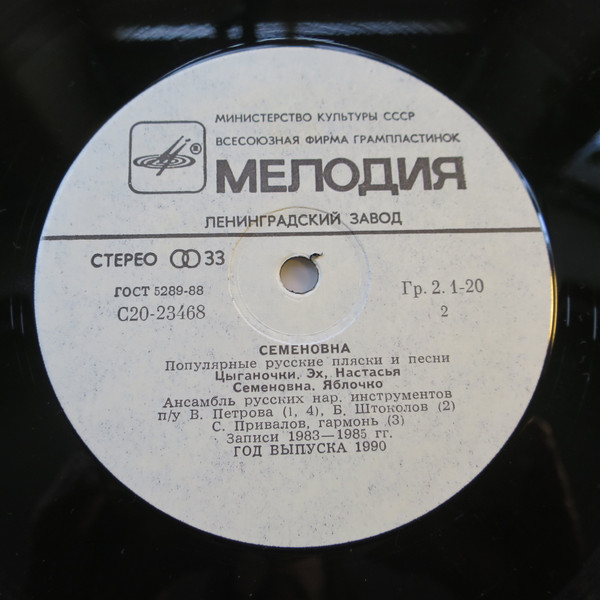 МИНИСТЕРСТВО КУЛЬТУРЫ СССР
ВСЕСОЮЗНАЯ ФИРМА ГРАМПЛАСТИНОК
МЕЛОДИЯ
ЛЕНИНГРАДСКИЙ ЗАВОД
СТЕРЕО 33
ГОСТ 5289-88
С20-23468
Гр. 2. 1-20
2
СЕМЕНОВНА
Популярные русские пляски и песни
Цыганочки. Эх, Настасья
Семеновна. Яблочко
Ансамбль русских нар. инструментов
п/у В. Петрова (1, 4), Б. Штоколов (2)
С. Привалов, гармонь (3)
Записи 1983—1985 гг.
ГОД ВЫПУСКА 1990